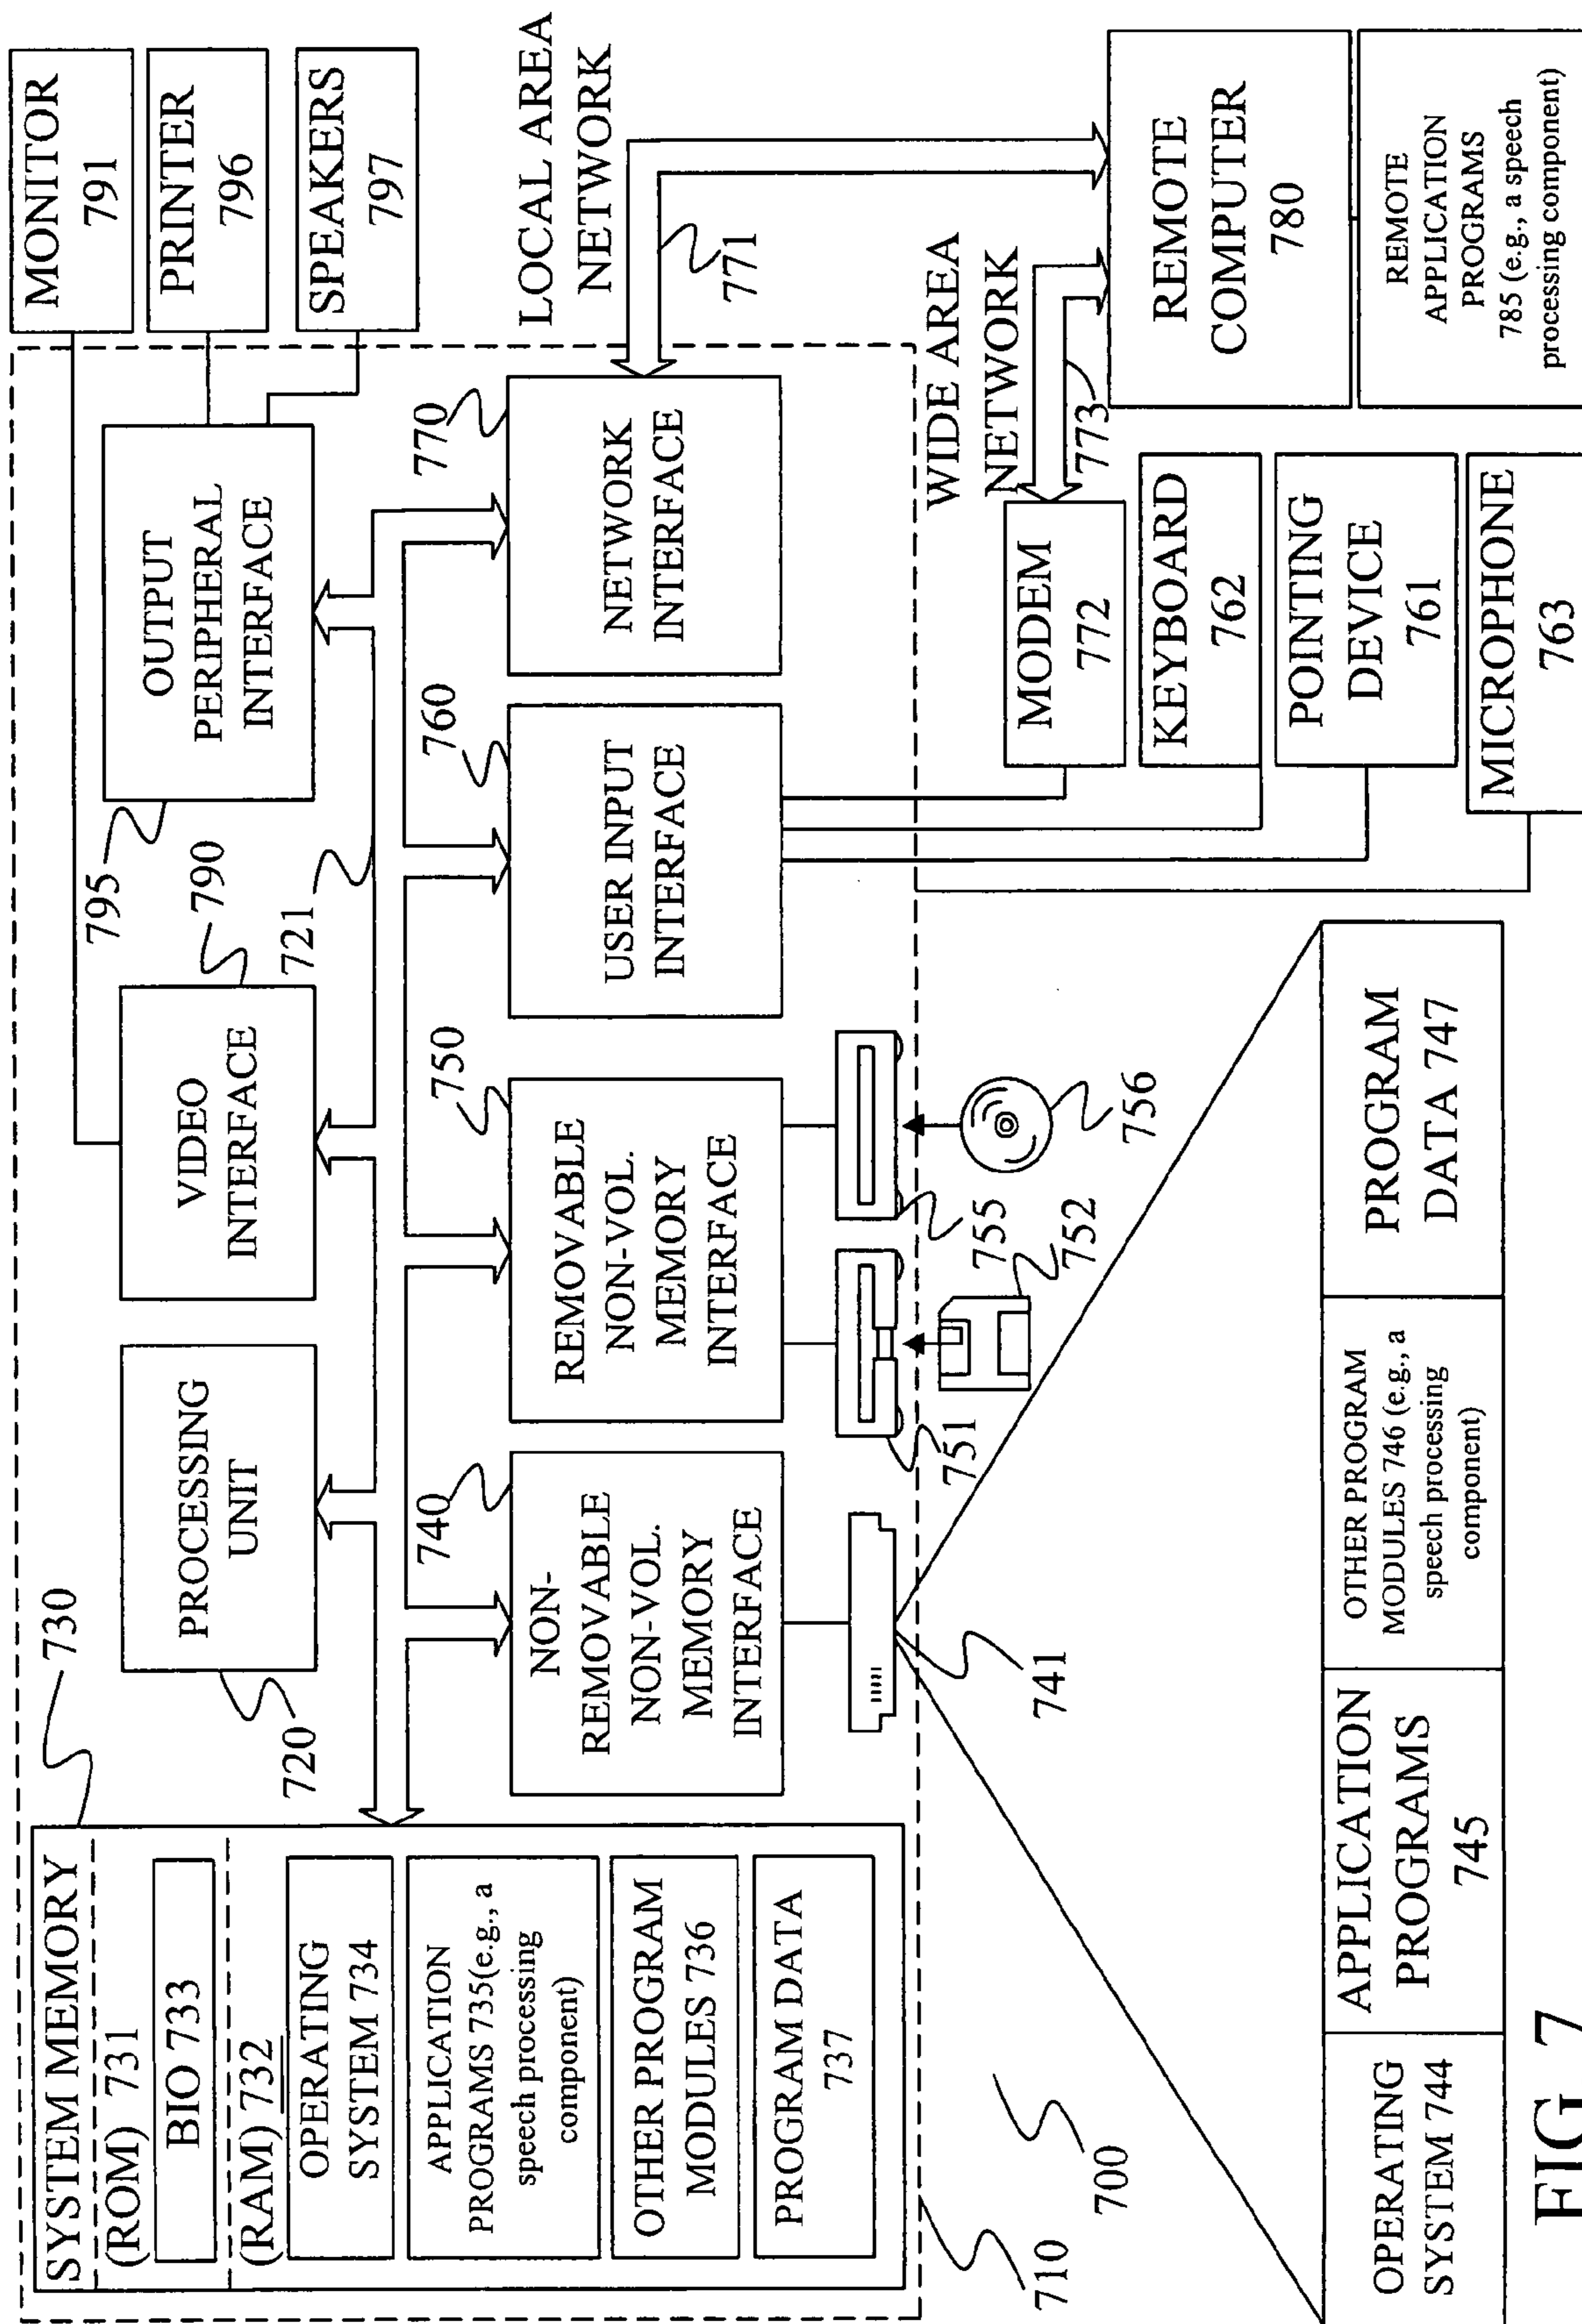 SYSTEM MEMORY
(ROM) 731
BIO 733
(RAM) 732
OPERATING
SYSTEM 734
APPLICATION
PROGRAMS 735(e.g., a
speech processing
component)
OTHER PROGRAM
MODULES 736
PROGRAM DATA
737
730
720
PROCESSING
UNIT
VIDEO
INTERFACE
790
721
795
OUTPUT
PERIPHERAL
INTERFACE
MONITOR
791
PRINTER
796
SPEAKERS
797
740
NON-
REMOVABLE
NON-VOL.
MEMORY
INTERFACE
750
REMOVABLE
NON-VOL.
MEMORY
INTERFACE
760
USER INPUT
INTERFACE
770
NETWORK
INTERFACE
LOCAL AREA
NETWORK
771
741
751
752
755
756
WIDE AREA
NETWORK
773
MODEM
772
KEYBOARD
762
POINTING
DEVICE
761
MICROPHONE
763
REMOTE
COMPUTER
780
REMOTE
APPLICATION
PROGRAMS
785 (e.g., a speech
processing component)
710
700
OPERATING
SYSTEM 744
APPLICATION
PROGRAMS
745
OTHER PROGRAM
MODULES 746 (e.g., a
speech processing
component)
PROGRAM
DATA 747
FIG 7